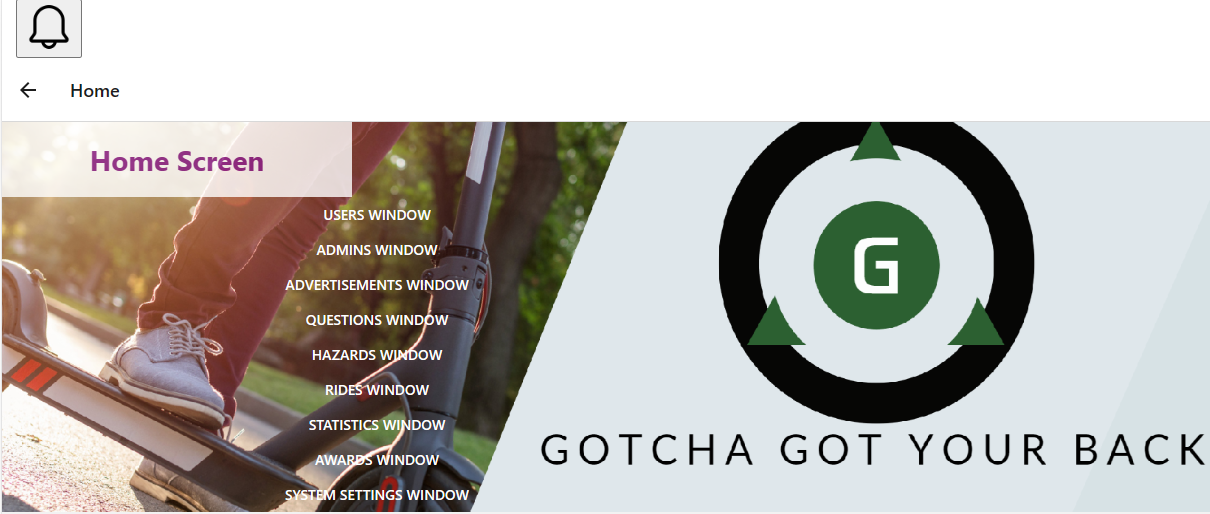 Home
Home Screen
USERS WINDOW
ADMINS WINDOW
ADVERTISEMENTS WINDOW
QUESTIONS WINDOW
HAZARDS WINDOW
RIDES WINDOW
STATISTICS WINDOW
AWARDS WINDOW
SYSTEM SETTINGS WINDOW
G
GOTCHA GOT YOUR BACK